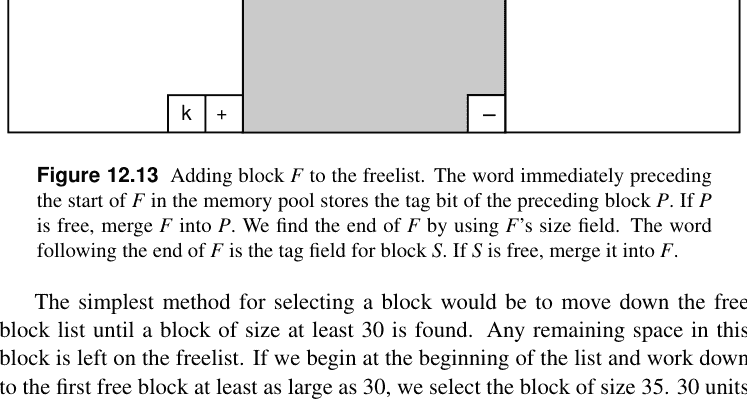 k + −
Figure 12.13 Adding block F to the freelist. The word immediately preceding
the start of F in the memory pool stores the tag bit of the preceding block P. If P
is free, merge F into P. We find the end of F by using F’s size field. The word
following the end of F is the tag field for block S. If S is free, merge it into F.
The simplest method for selecting a block would be to move down the free
block list until a block of size at least 30 is found. Any remaining space in this
block is left on the freelist. If we begin at the beginning of the list and work down
to the first free block at least as large as 30, we select the block of size 35. 30 units